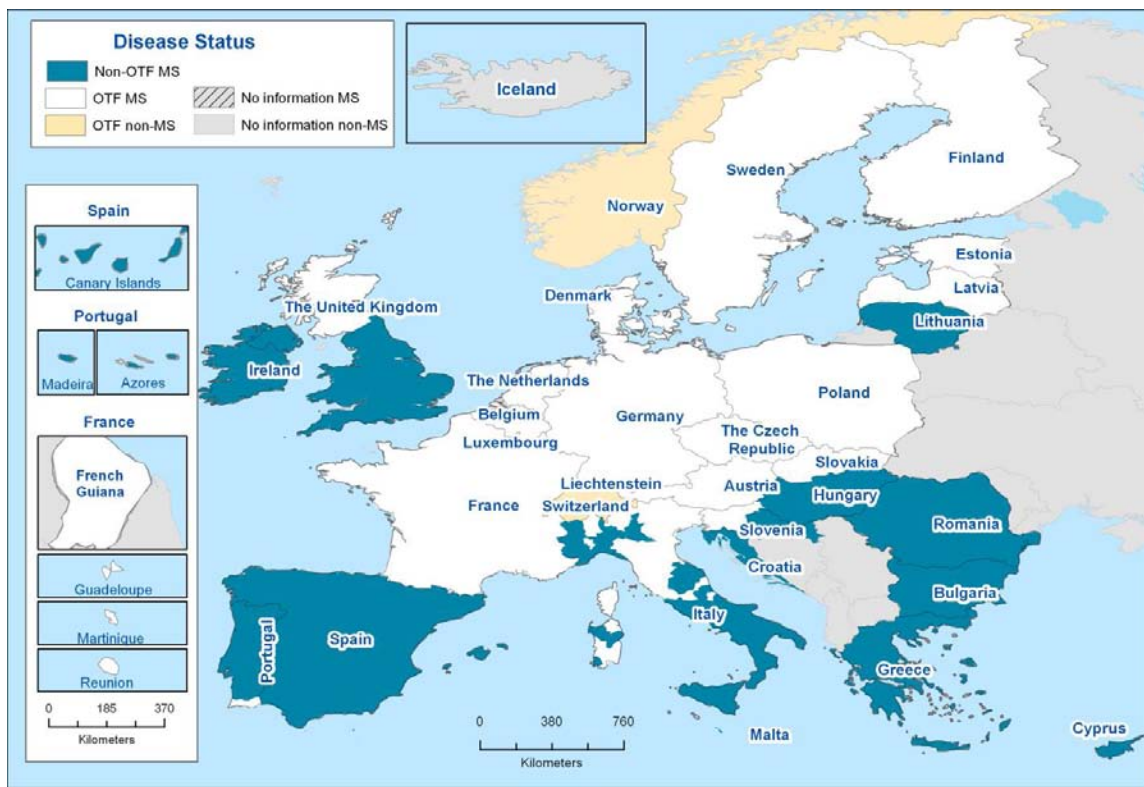 Disease Status
Non-OTF MS
OTF MS
No information MS
OTF non-MS
No information non-MS
Iceland
Spain
Canary Islands
Portugal
Madeira
Azores
France
French
Guiana
Guadeloupe
Martinique
Reunion
0 185 370
Kilometers
Finland
Sweden
Norway
Estonia
Latvia
Denmark
The United Kingdom
Lithuania
Ireland
The Netherlands
Poland
Belgium
Germany
The Czech
Republic
Luxembourg
Slovakia
Liechtenstein
Austria
Hungary
France
Switzerland
Romania
Slovenia
Croatia
Bulgaria
Italy
Spain
Portugal
Greece
Cyprus
Malta
0 380 760
Kilometers